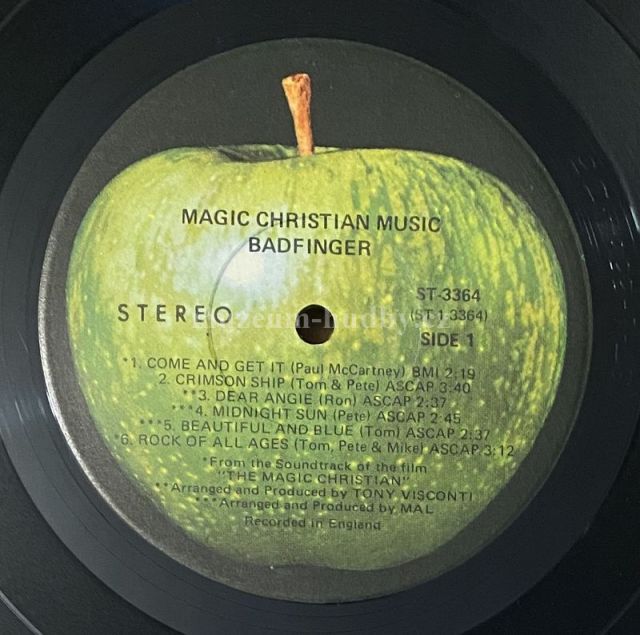 MAGIC CHRISTIAN MUSIC
BADFINGER
STEREO
ST-3364
(ST 1 3364)
SIDE 1
*1. COME AND GET IT (Paul McCartney) BMI 2:19
2. CRIMSON SHIP (Tom & Pete) ASCAP 3:40
**3. DEAR ANGIE (Ron) ASCAP 2:37
***4. MIDNIGHT SUN (Pete) ASCAP 2:45
***5. BEAUTIFUL AND BLUE (Tom) ASCAP 2:37
*6. ROCK OF ALL AGES (Tom, Pete & Mike) ASCAP 3:12
*From the Soundtrack of the film
"THE MAGIC CHRISTIAN"
**Arranged and Produced by TONY VISCONTI
***Arranged and Produced by MAL
Recorded in England